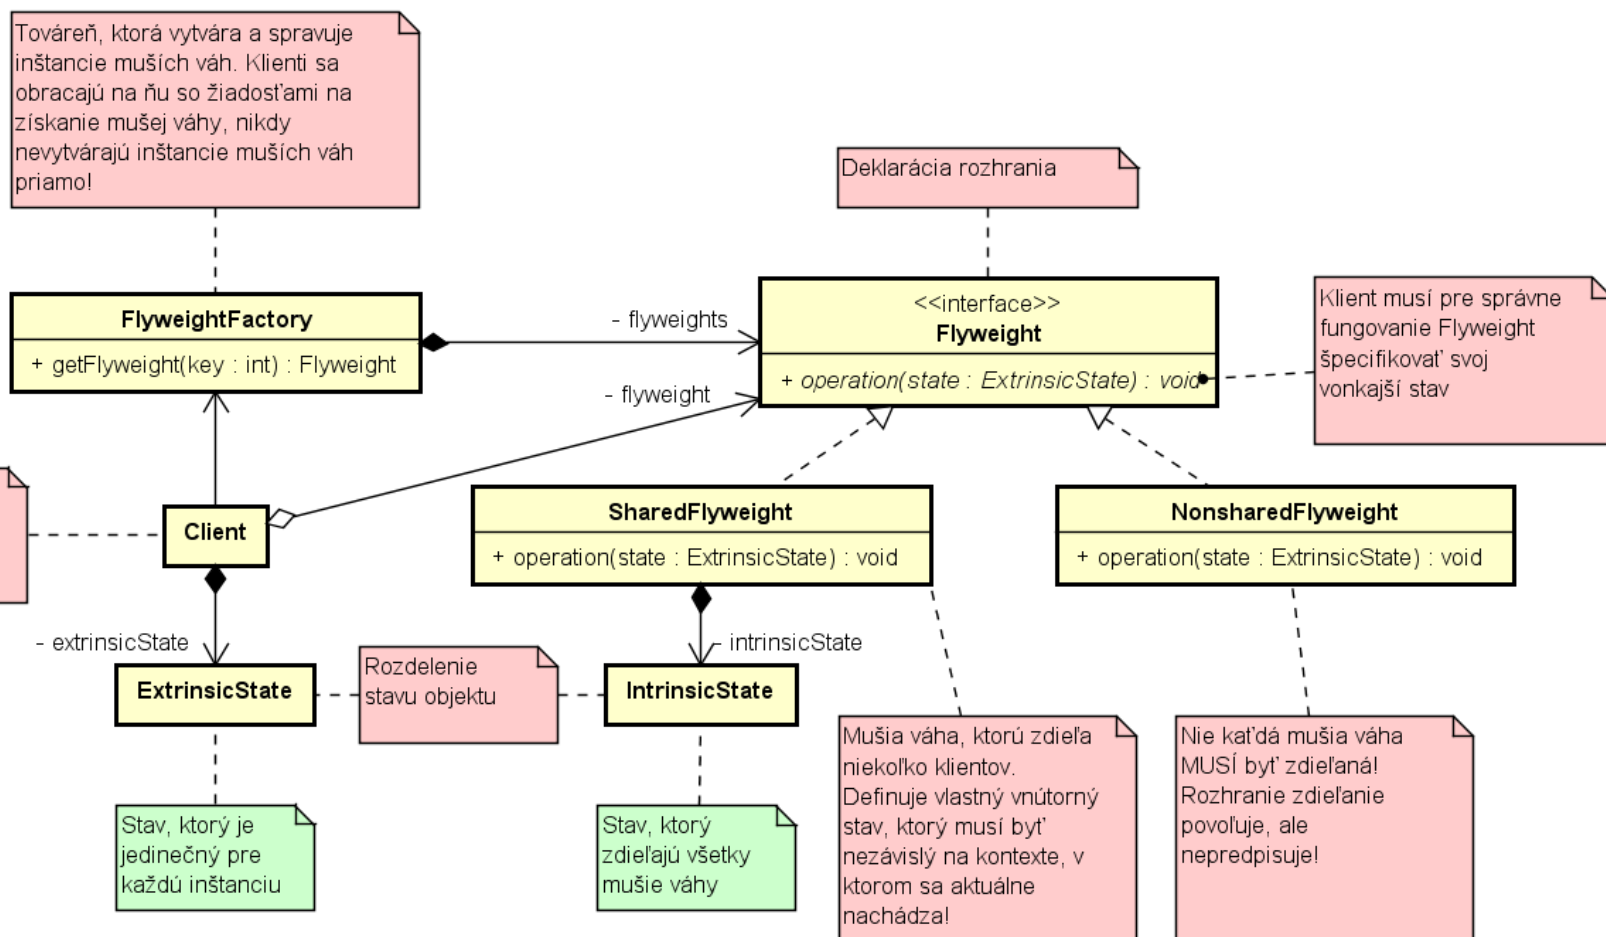 Továreň, ktorá vytvára a spravuje
inštancie muších váh. Klienti sa
obracajú na ňu so žiadosťami na
získanie mušej váhy, nikdy
nevytvárajú inštancie muších váh
priamo!
Deklarácia rozhrania
FlyweightFactory
+ getFlyweight(key : int) : Flyweight
- flyweights
- flyweight
<<interface>>
Flyweight
+ operation(state : ExtrinsicState) : void
Klient musí pre správne
fungovanie Flyweight
špecifikovať svoj
vonkajší stav
Client
SharedFlyweight
+ operation(state : ExtrinsicState) : void
NonsharedFlyweight
+ operation(state : ExtrinsicState) : void
- extrinsicState
- intrinsicState
ExtrinsicState
Rozdelenie
stavu objektu
IntrinsicState
Stav, ktorý je
jedinečný pre
každú inštanciu
Stav, ktorý
zdieľajú všetky
mušie váhy
Mušia váha, ktorú zdieľa
niekoľko klientov.
Definuje vlastný vnútorný
stav, ktorý musí byť
nezávislý na kontexte, v
ktorom sa aktuálne
nachádza!
Nie kaťdá mušia váha
MUSÍ byť zdieľaná!
Rozhranie zdieľanie
povoľuje, ale
nepredpisuje!